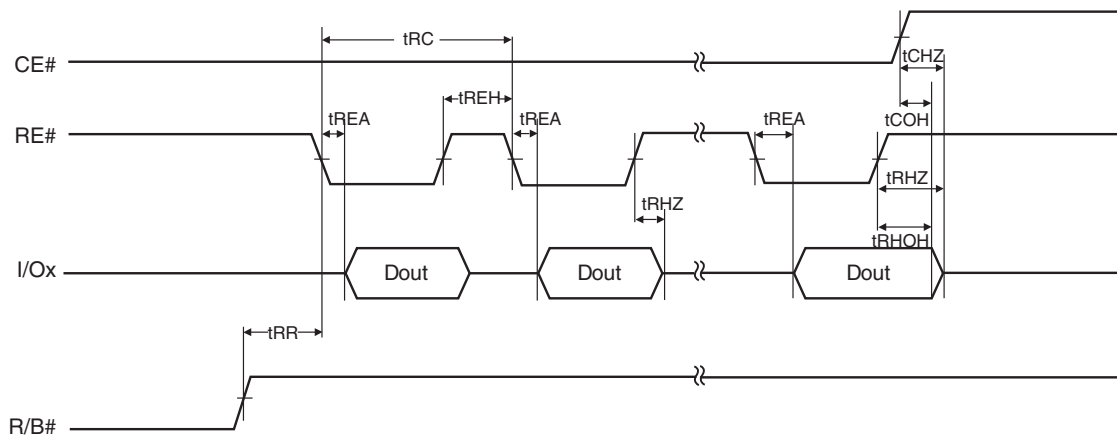 tRC
CE#
tCHZ
tREH
tCOH
tREA
tREA
tREA
RE#
tRHZ
tRHZ
tRHOH
I/Ox
Dout
Dout
Dout
tRR
R/B#